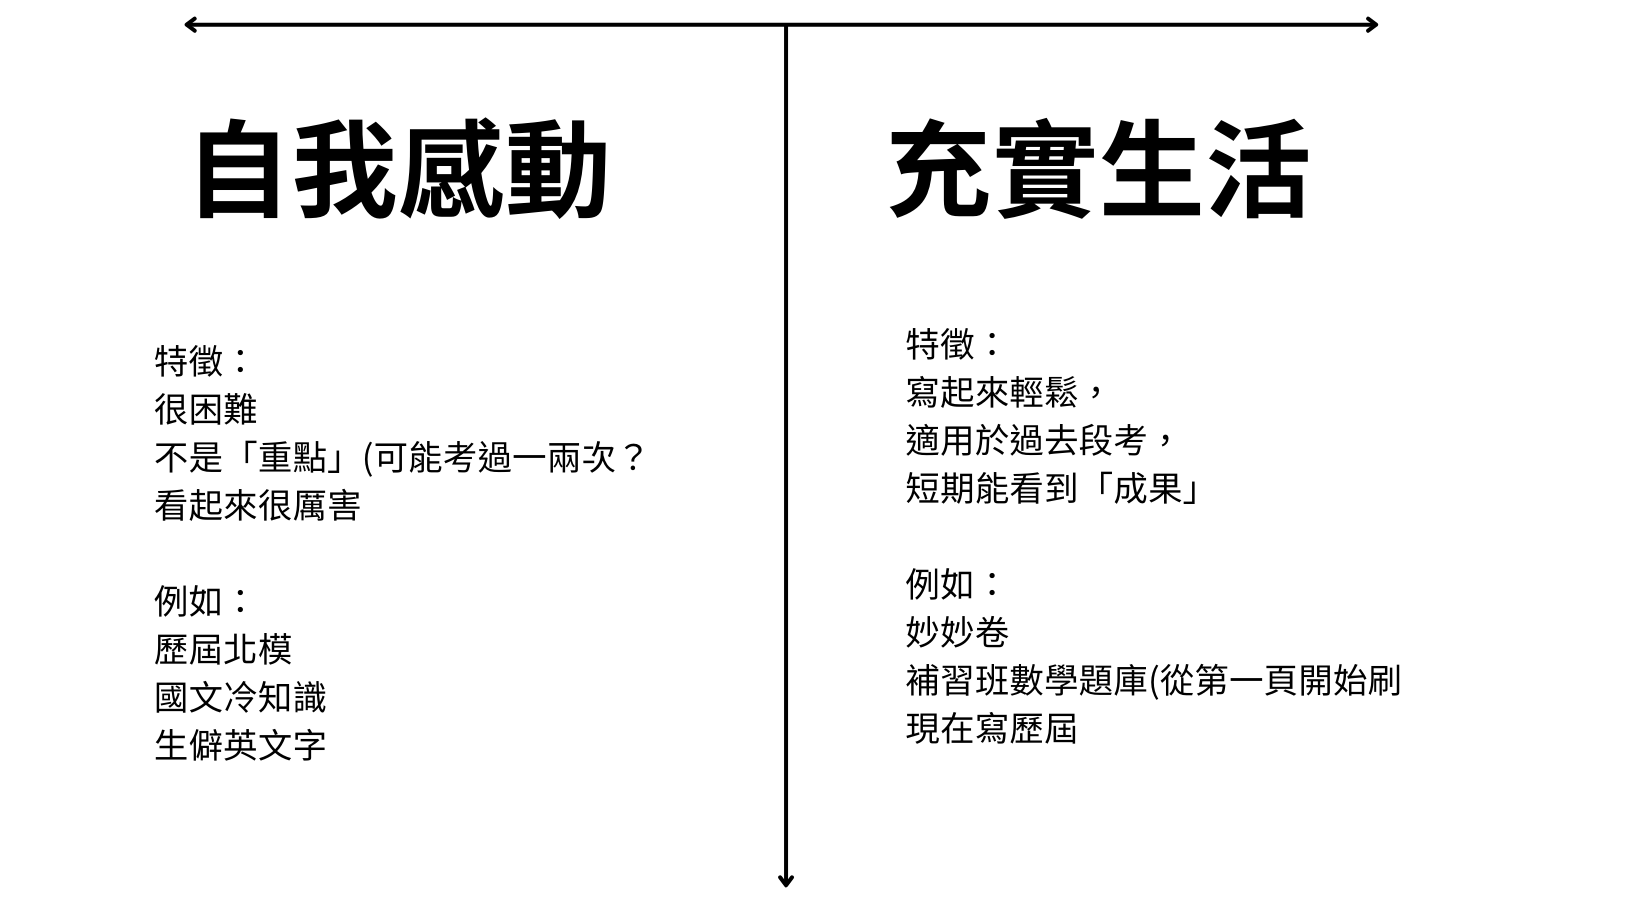 自我感動
特徵：
很困難
不是「重點」(可能考過一兩次？
看起來很厲害
例如：
歷屆北模
國文冷知識
生僻英文字
充實生活
特徵：
寫起來輕鬆，
適用於過去段考，
短期能看到「成果」
例如：
妙妙卷
補習班數學題庫(從第一頁開始刷
現在寫歷屆